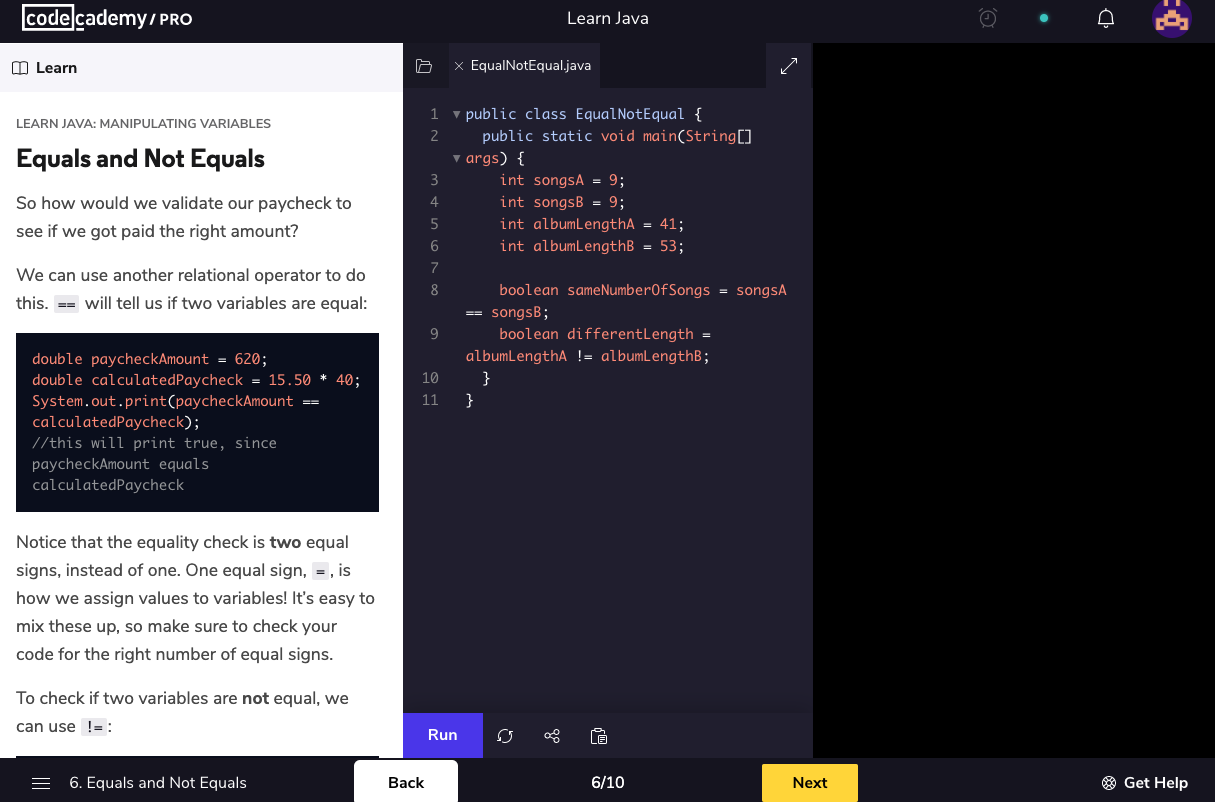 codecademy/PRO
Learn Java
Learn
EqualNotEqual.java
LEARN JAVA: MANIPULATING VARIABLES
Equals and Not Equals
So how would we validate our paycheck to
see if we got paid the right amount?
We can use another relational operator to do
this. == will tell us if two variables are equal:
double paycheckAmount = 620;
double calculatedPaycheck = 15.50 * 40;
System.out.print(paycheckAmount ==
calculatedPaycheck);
//this will print true, since
paycheckAmount equals
calculatedPaycheck
Notice that the equality check is two equal
signs, instead of one. One equal sign, =, is
how we assign values to variables! It's easy to
mix these up, so make sure to check your
code for the right number of equal signs.
To check if two variables are not equal, we
can use !=:
1 public class EqualNotEqual {
2 public static void main(String[]
args) {
3 int songsA = 9;
4 int songsB = 9;
5 int albumLengthA = 41;
6 int albumLengthB = 53;
7
8 boolean sameNumberOfSongs = songsA
== songsB;
9 boolean differentLength =
albumLengthA != albumLengthB;
10 }
11 }
Run
6. Equals and Not Equals
Back
6/10
Next
Get Help